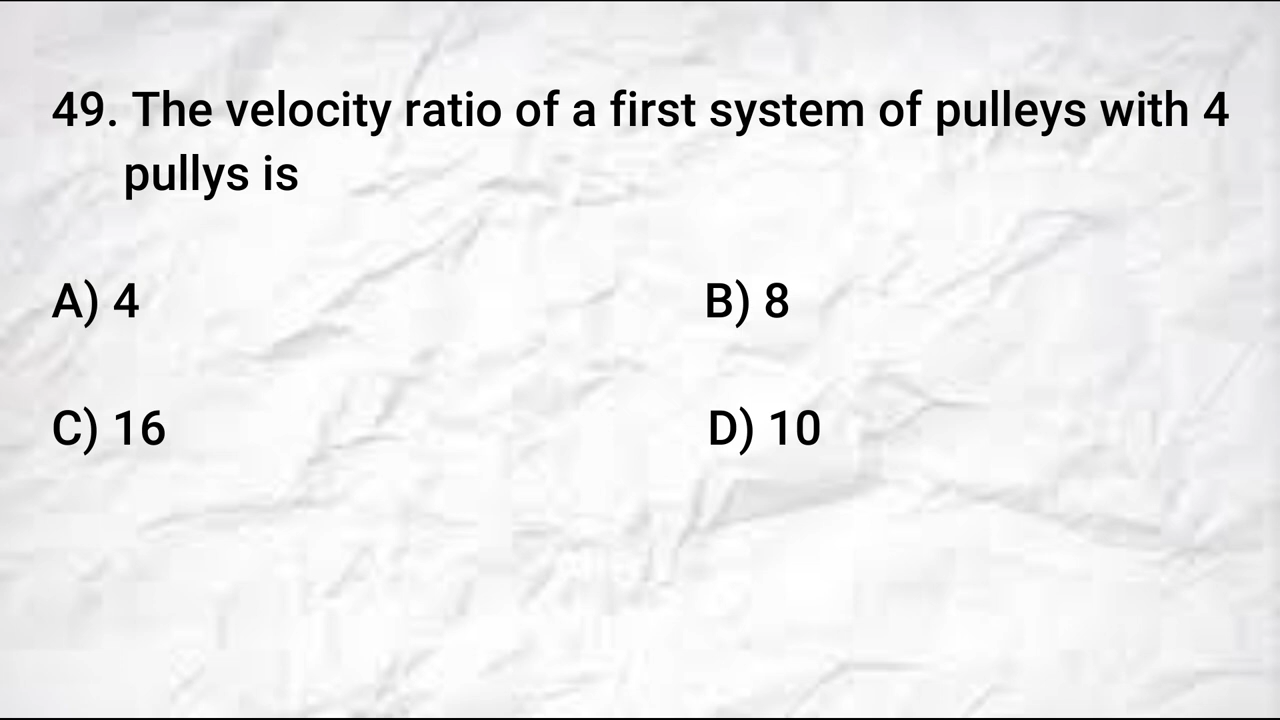 49. The velocity ratio of a first system of pulleys with 4
pullys is
A) 4
B) 8
C) 16
D) 10